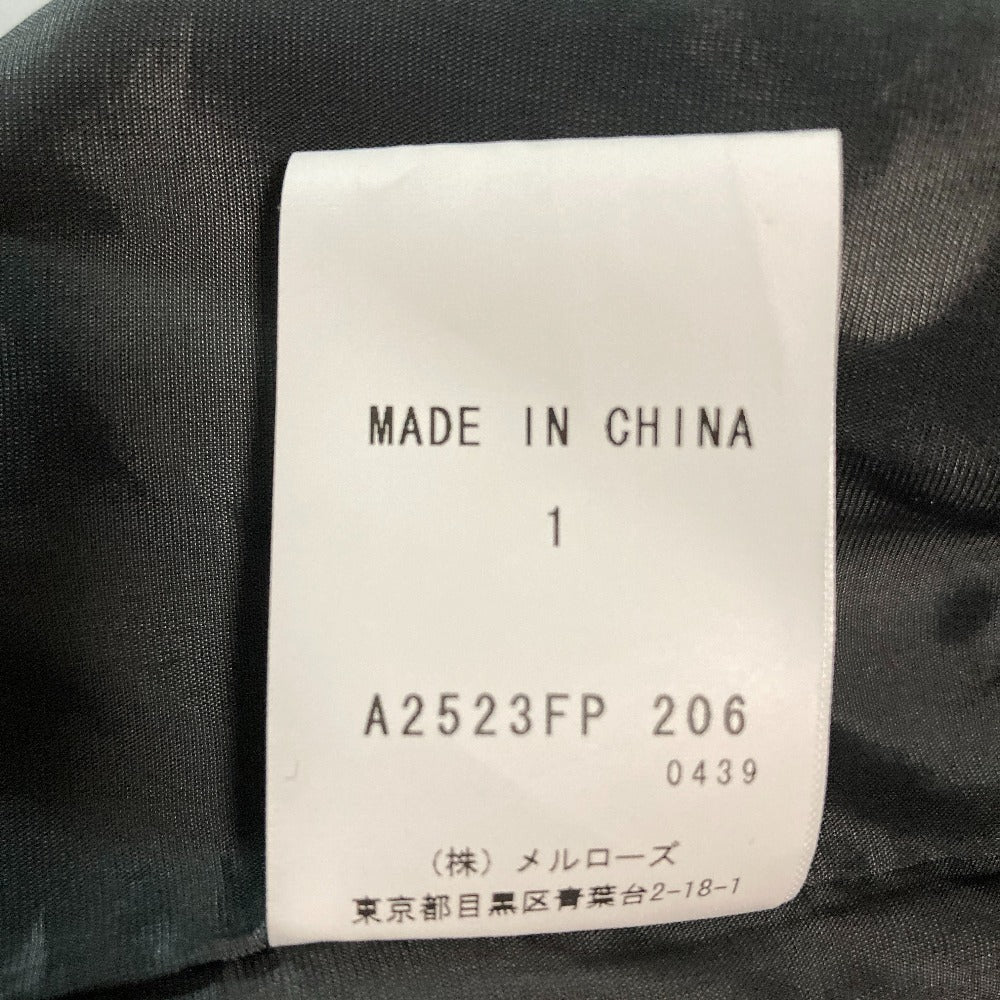 MADE IN CHINA
1
A2523FP 206
0439
(株) メルローズ
東京都目黒区青葉台2-18-1